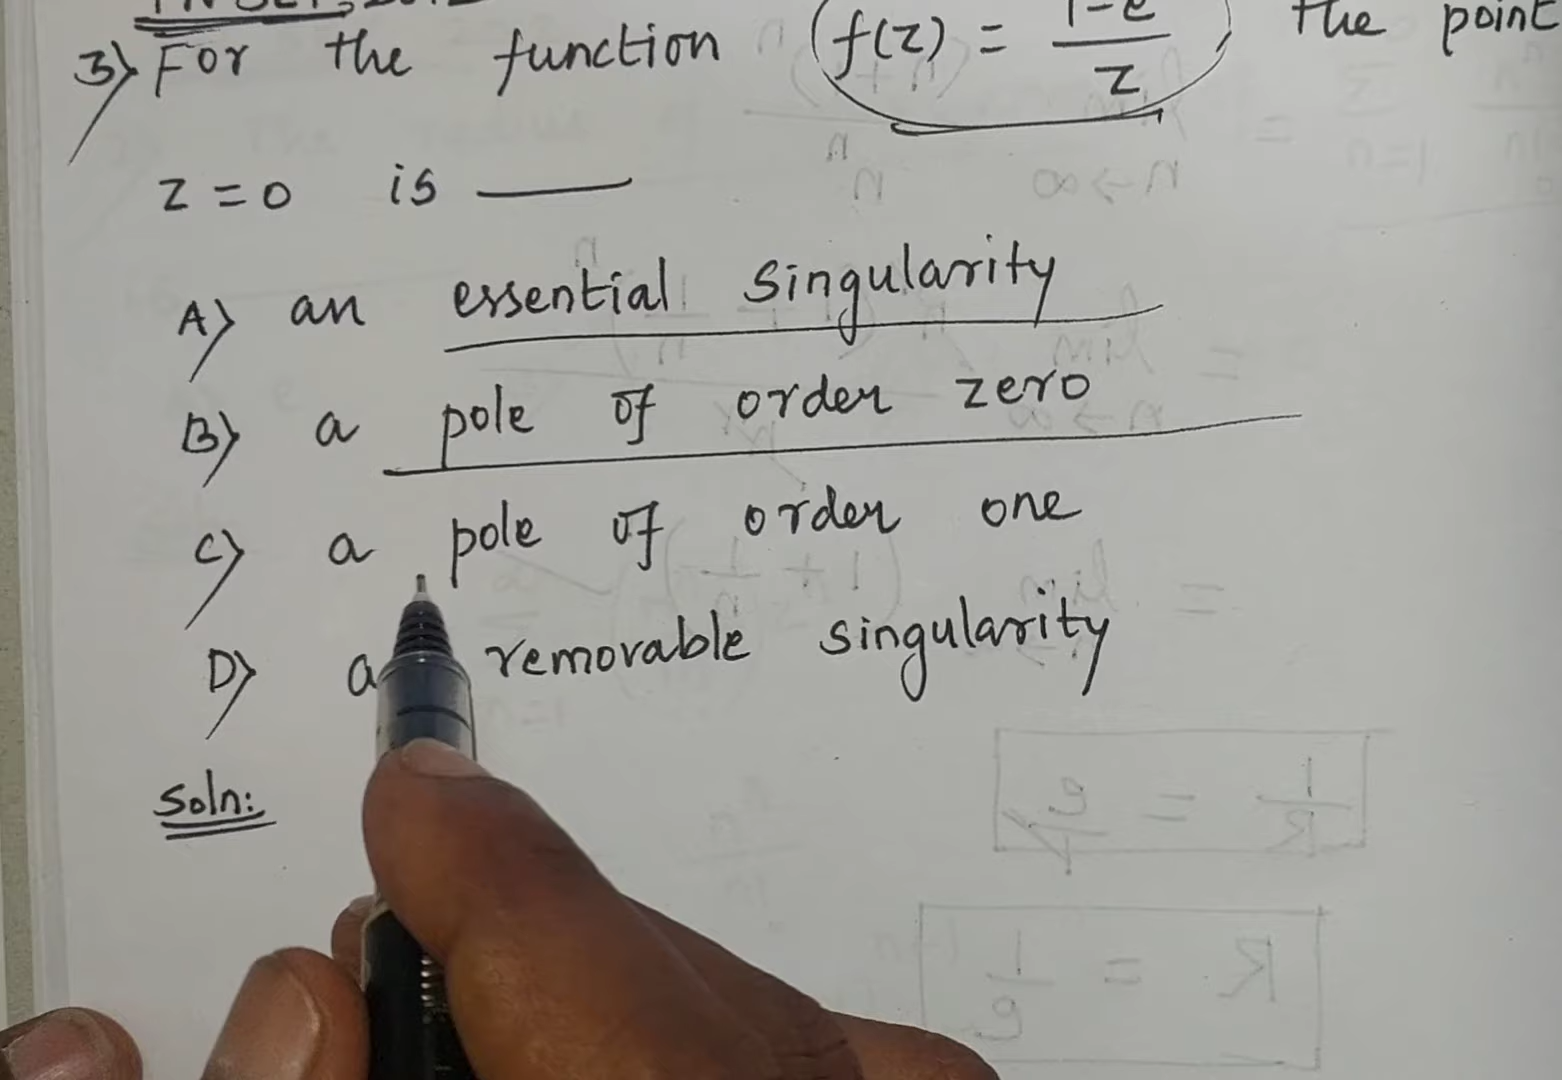 3) For the function f(z) = 1-e / z, the point
z = 0 is ____
A) an essential singularity
B) a pole of order zero
C) a pole of order one
D) a removable singularity
Soln: